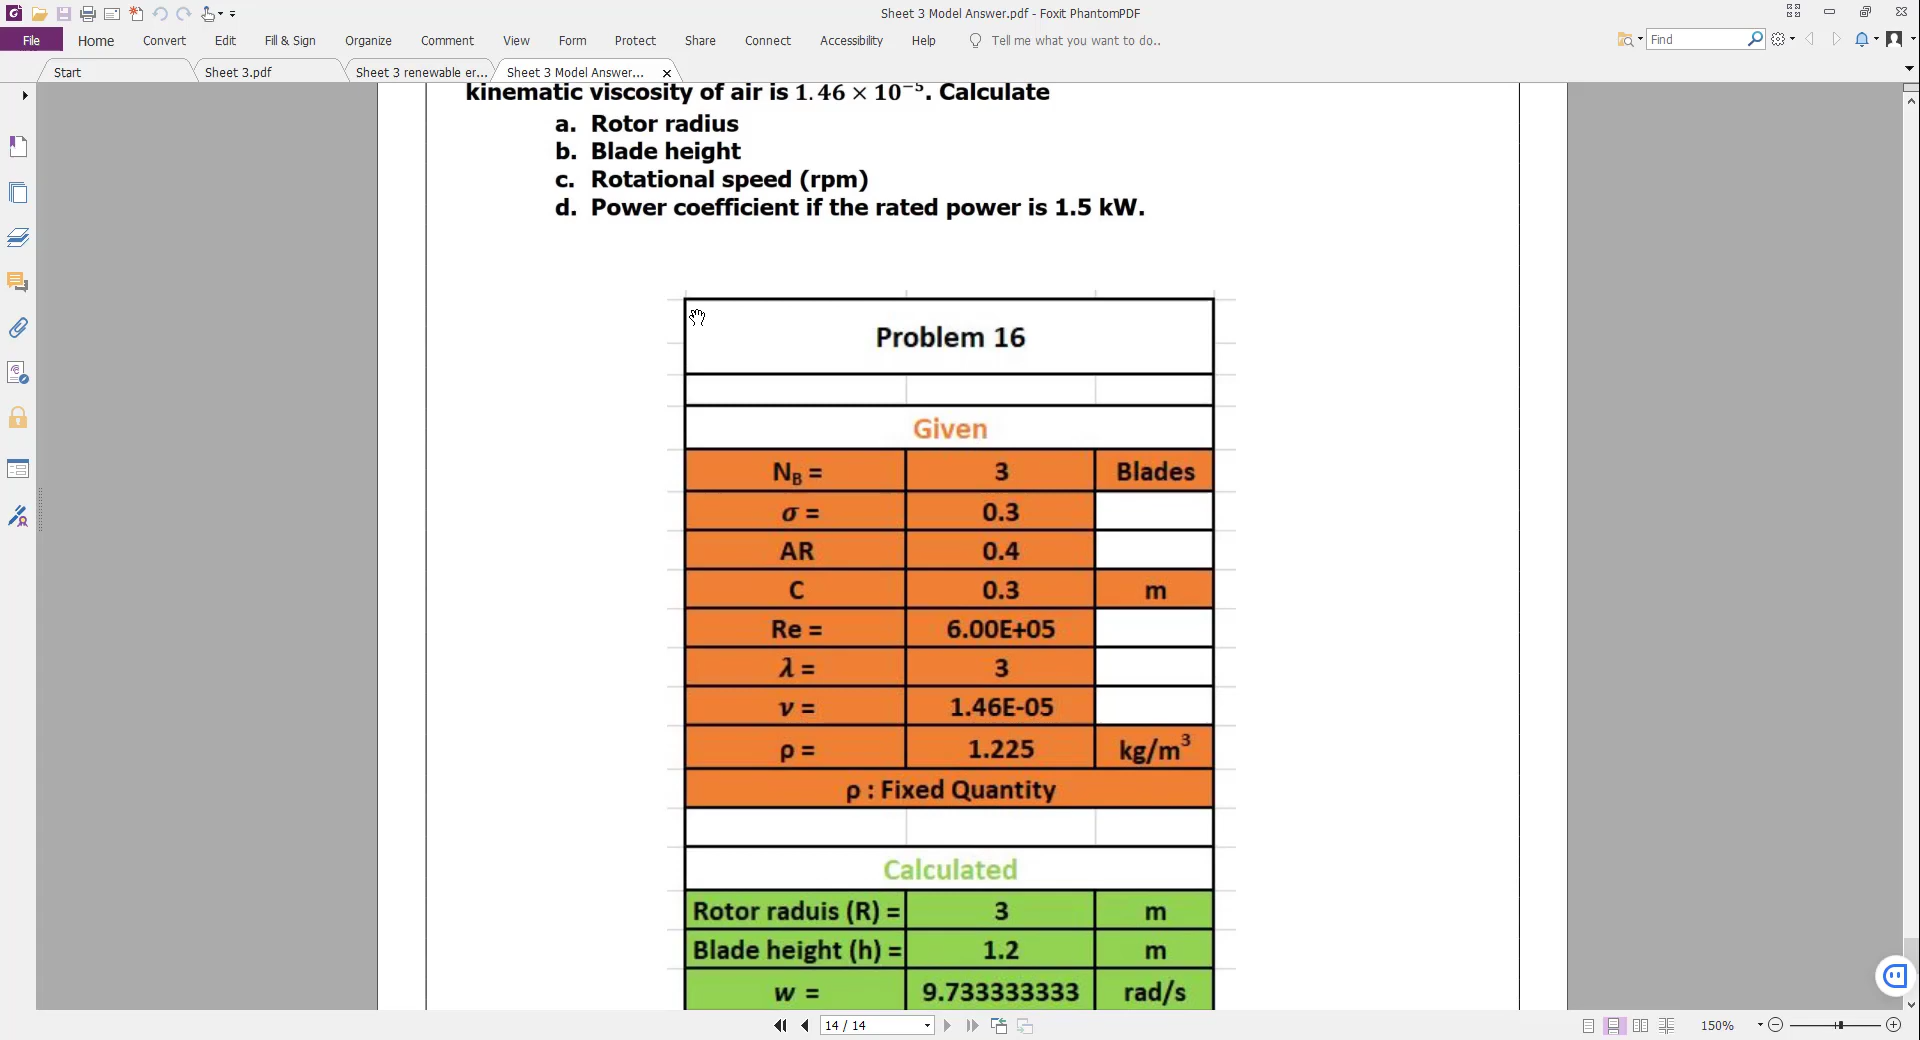 Sheet 3 Model Answer.pdf - Foxit PhantomPDF
File Home Convert Edit Fill & Sign Organize Comment View Form Protect Share Connect Accessibility Help Tell me what you want to do.. Find
Start Sheet 3.pdf Sheet 3 renewable er... Sheet 3 Model Answer...
kinematic viscosity of air is 1.46 × 10⁻⁵. Calculate
a. Rotor radius
b. Blade height
c. Rotational speed (rpm)
d. Power coefficient if the rated power is 1.5 kW.
Problem 16
Given
N_B = 3 Blades
σ = 0.3
AR 0.4
C 0.3 m
Re = 6.00E+05
λ = 3
ν = 1.46E-05
ρ = 1.225 kg/m³
ρ : Fixed Quantity
Calculated
Rotor raduis (R) = 3 m
Blade height (h) = 1.2 m
w = 9.733333333 rad/s
14 / 14 150%